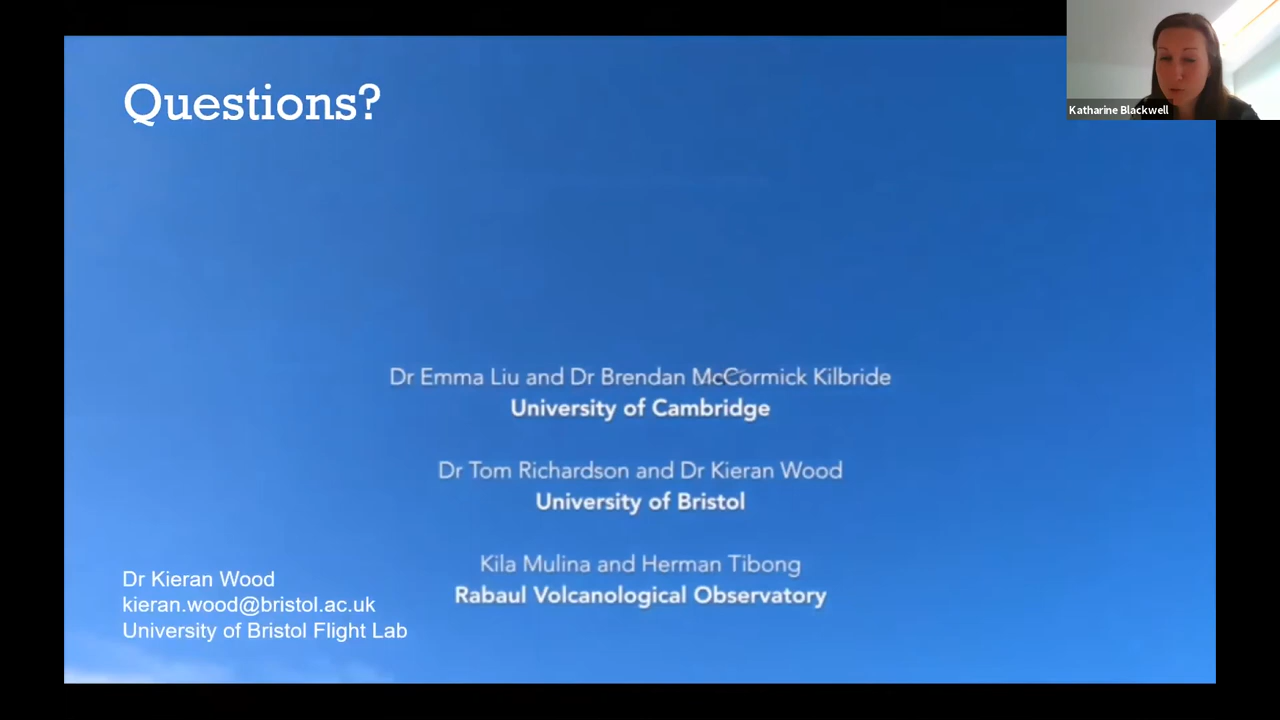 Questions?
Katharine Blackwell
Dr Emma Liu and Dr Brendan McCormick Kilbride
University of Cambridge
Dr Tom Richardson and Dr Kieran Wood
University of Bristol
Kila Mulina and Herman Tibong
Rabaul Volcanological Observatory
Dr Kieran Wood
kieran.wood@bristol.ac.uk
University of Bristol Flight Lab